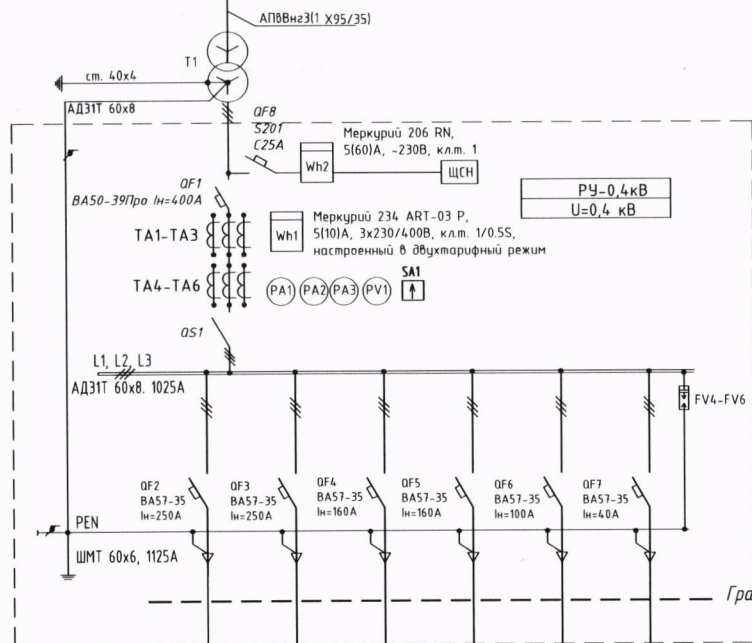 АПвВнг3(1 Х95/35)
Т1
ст. 40х4
АД31Т 60х8
QF8
S201
C25A
Меркурий 206 RN,
5(60)А, ~230В, кл.т. 1
Wh2
ЩСН
РУ-0,4кВ
U=0,4 кВ
QF1
ВА50-39Про Iн=400А
Меркурий 234 ART-03 P,
5(10)А, 3х230/400В, кл.т. 1/0.5S,
настроенный в двухтарифный режим
Wh1
ТА1-ТА3
ТА4-ТА6
PA1
PA2
PA3
PV1
SA1
QS1
L1, L2, L3
АД31Т 60х8. 1025А
FV4-FV6
QF2
ВА57-35
Iн=250А
QF3
ВА57-35
Iн=250А
QF4
ВА57-35
Iн=160А
QF5
ВА57-35
Iн=160А
QF6
ВА57-35
Iн=100А
QF7
ВА57-35
Iн=40А
PEN
ШМТ 60х6, 1125А
Гра